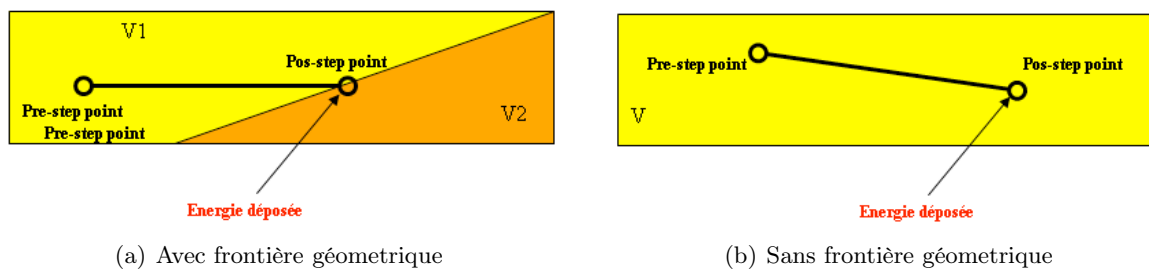 V1
Pos-step point
Pre-step point
Pre-step point
V2
Energie déposée
(a) Avec frontière géometrique
Pre-step point
Pos-step point
V
Energie déposée
(b) Sans frontière géometrique